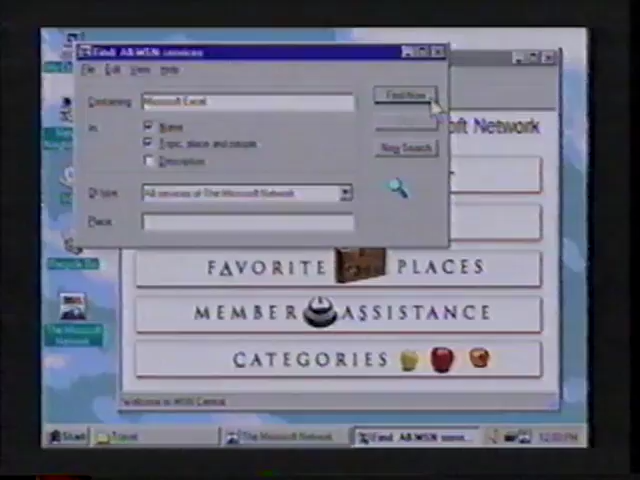 Find: All MSN services
File Edit View Help
Containing: Microsoft Excel
Find Now
In: Name
Topic, place and people
New Search
Description
Of type: All services of The Microsoft Network
Place:
oft Network
FAVORITE PLACES
MEMBER ASSISTANCE
CATEGORIES
The Microsoft
Network
Recycle Bin
Welcome to MSN Central
Start
Travel
The Microsoft Network
Find: All MSN servi...